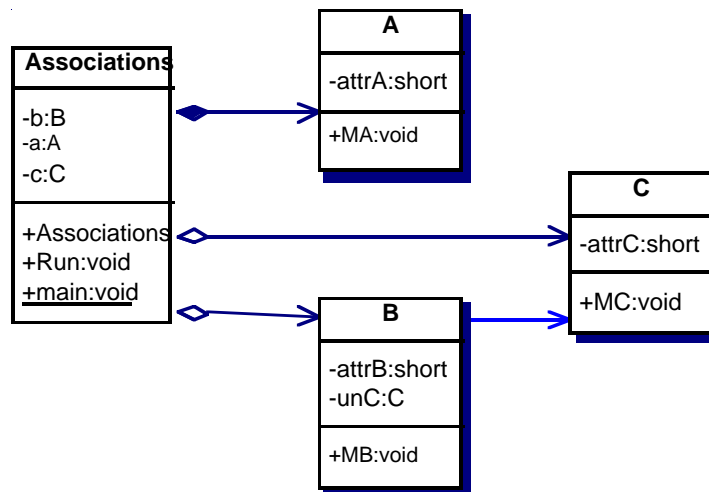 Associations
-b:B
-a:A
-c:C
+Associations
+Run:void
+main:void
A
-attrA:short
+MA:void
C
-attrC:short
+MC:void
B
-attrB:short
-unC:C
+MB:void